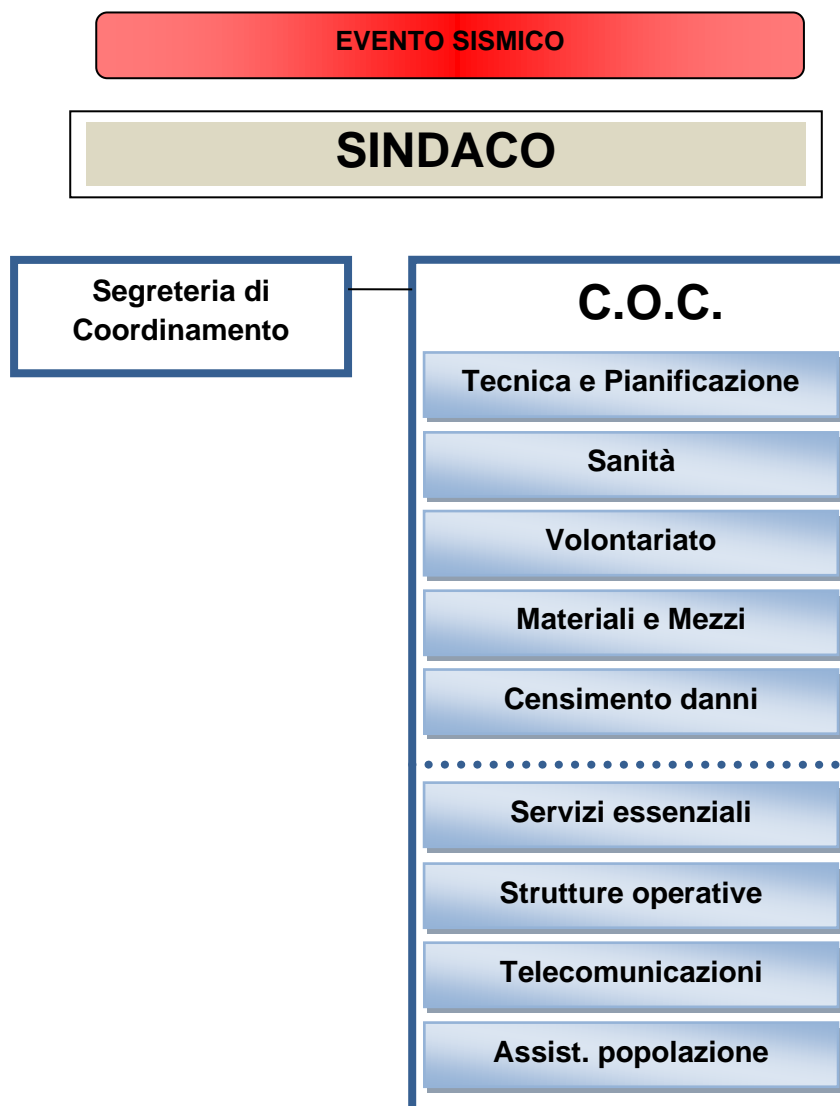 EVENTO SISMICO
SINDACO
Segreteria di
Coordinamento
C.O.C.
Tecnica e Pianificazione
Sanità
Volontariato
Materiali e Mezzi
Censimento danni
Servizi essenziali
Strutture operative
Telecomunicazioni
Assist. popolazione